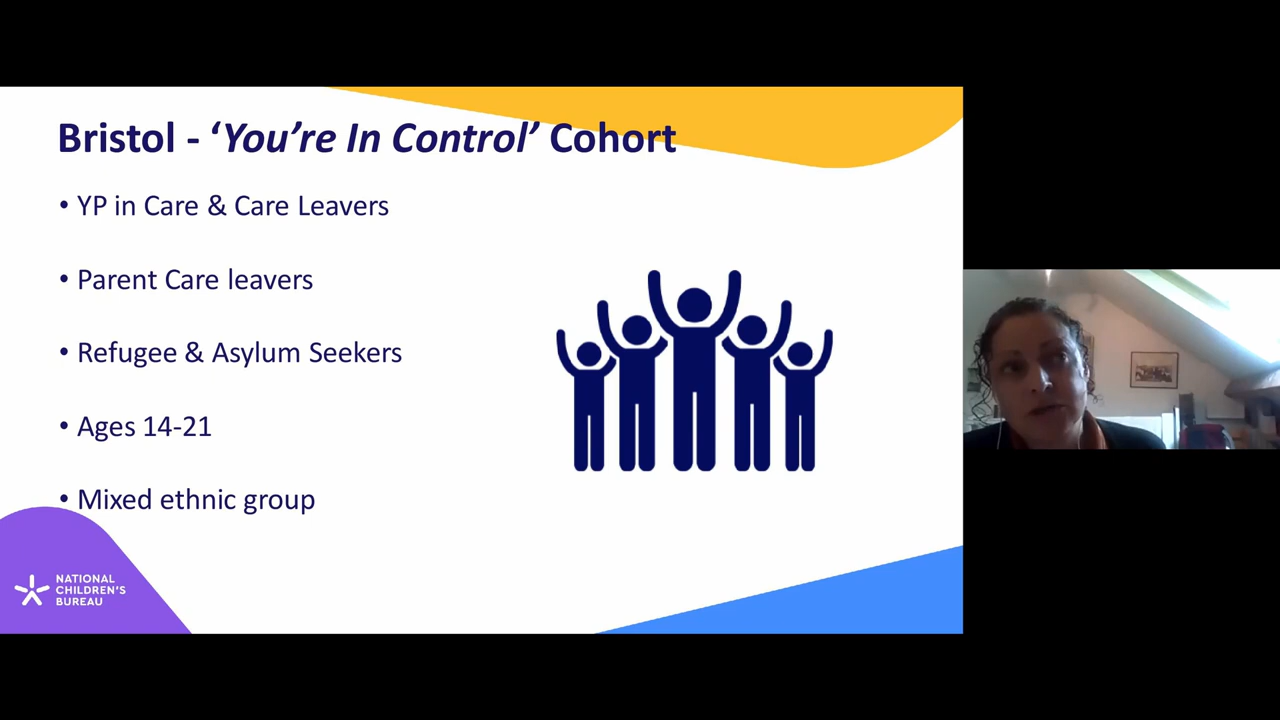 Bristol - ‘You’re In Control’ Cohort
• YP in Care & Care Leavers
• Parent Care leavers
• Refugee & Asylum Seekers
• Ages 14-21
• Mixed ethnic group
NATIONAL
CHILDREN'S
BUREAU